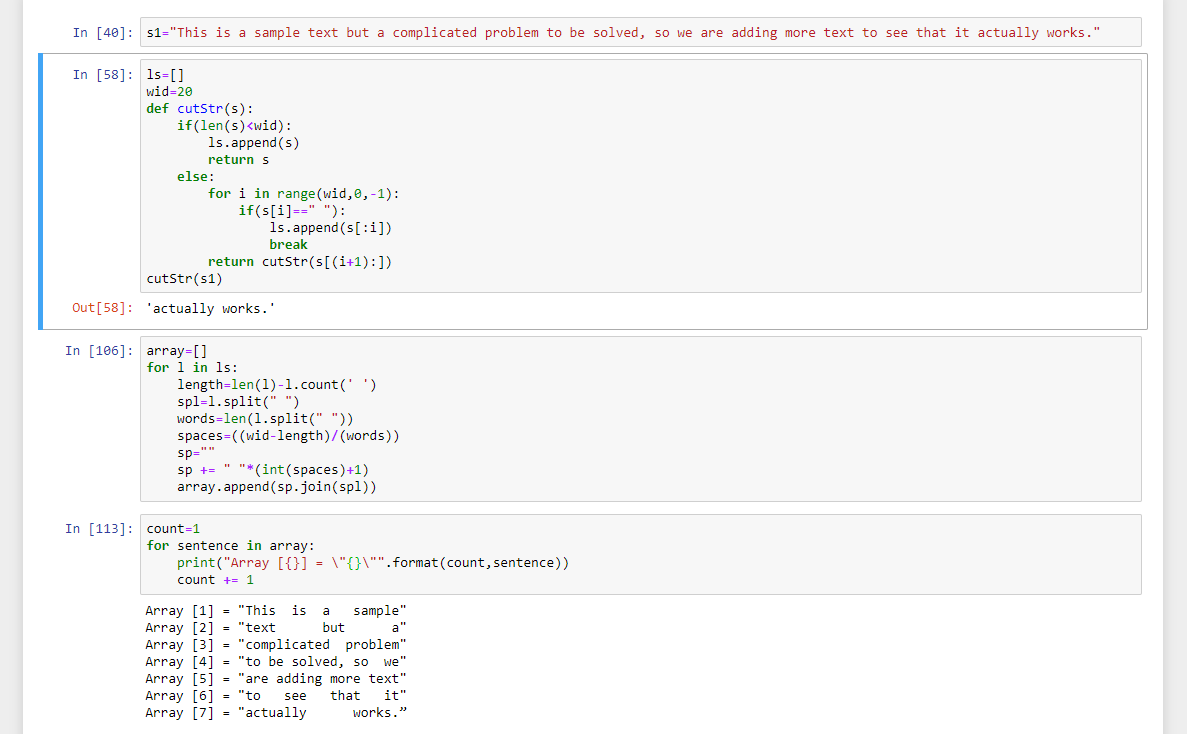 In [40]: s1="This is a sample text but a complicated problem to be solved, so we are adding more text to see that it actually works."
In [58]: ls=[]
wid=20
def cutStr(s):
    if(len(s)<wid):
        ls.append(s)
        return s
    else:
        for i in range(wid,0,-1):
            if(s[i]==" "):
                ls.append(s[:i])
                break
        return cutStr(s[(i+1):])
cutStr(s1)
Out[58]: 'actually works.'
In [106]: array=[]
for l in ls:
    length=len(l)-l.count(' ')
    spl=l.split(" ")
    words=len(l.split(" "))
    spaces=((wid-length)/(words))
    sp=""
    sp += " "*(int(spaces)+1)
    array.append(sp.join(spl))
In [113]: count=1
for sentence in array:
    print("Array [{}] = \"{}\"".format(count,sentence))
    count += 1
Array [1] = "This  is  a   sample"
Array [2] = "text      but      a"
Array [3] = "complicated  problem"
Array [4] = "to be solved, so  we"
Array [5] = "are adding more text"
Array [6] = "to   see   that   it"
Array [7] = "actually      works.”